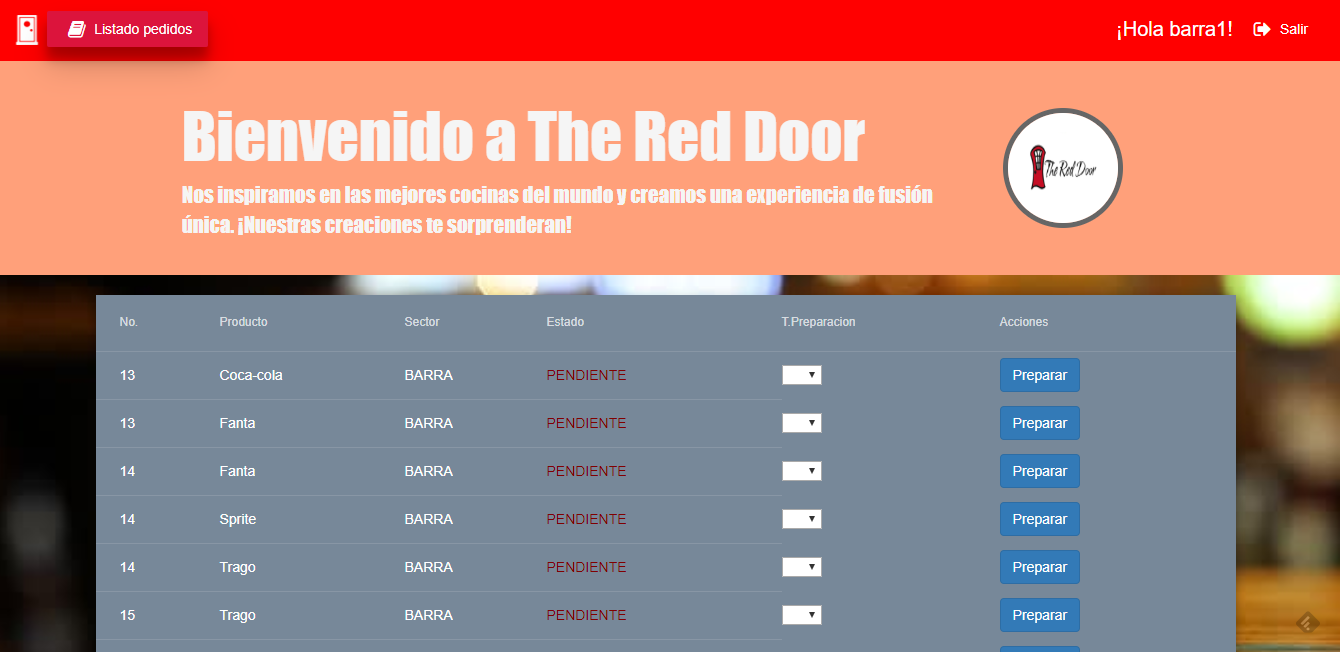 Listado pedidos
¡Hola barra1!
Salir
Bienvenido a The Red Door
Nos inspiramos en las mejores cocinas del mundo y creamos una experiencia de fusión
única. ¡Nuestras creaciones te sorprenderan!
The Red Door
No. Producto Sector Estado T.Preparacion Acciones
13 Coca-cola BARRA PENDIENTE Preparar
13 Fanta BARRA PENDIENTE Preparar
14 Fanta BARRA PENDIENTE Preparar
14 Sprite BARRA PENDIENTE Preparar
14 Trago BARRA PENDIENTE Preparar
15 Trago BARRA PENDIENTE Preparar